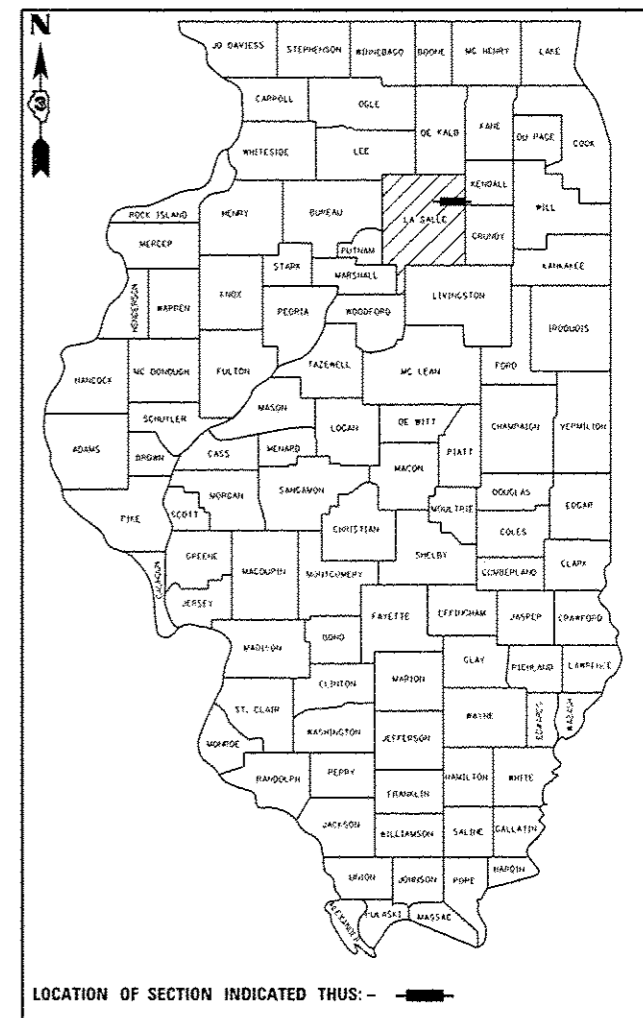 N
3
JO DAVIESS STEPHENSON WINNEBAGO BOONE MC HENRY LAKE
CARROLL OGLE DE KALB KANE DU PAGE COOK
WHITESIDE LEE KENDALL WILL
ROCK ISLAND HENRY BUREAU LA SALLE GRUNDY
MERCER PUTNAM KANKAKEE
HENDERSON WARREN KNOX STARK MARSHALL LIVINGSTON
PEORIA WOODFORD IROQUOIS
HANCOCK MC DONOUGH FULTON TAZEWELL MC LEAN FORD
SCHUYLER MASON LOGAN DE WITT CHAMPAIGN VERMILION
ADAMS BROWN CASS MENARD PIATT
MACON
PIKE SCOTT MORGAN SANGAMON MOULTRIE DOUGLAS EDGAR
CHRISTIAN COLES
CALHOUN GREENE MACOUPIN MONTGOMERY SHELBY CUMBERLAND CLARK
JERSEY FAYETTE EFFINGHAM JASPER CRAWFORD
MADISON BOND CLAY RICHLAND LAWRENCE
CLINTON MARION
ST. CLAIR WAYNE EDWARDS WABASH
MONROE WASHINGTON JEFFERSON
RANDOLPH PERRY HAMILTON WHITE
FRANKLIN
JACKSON WILLIAMSON SALINE GALLATIN
UNION JOHNSON POPE HARDIN
ALEXANDER PULASKI MASSAC
LOCATION OF SECTION INDICATED THUS: -